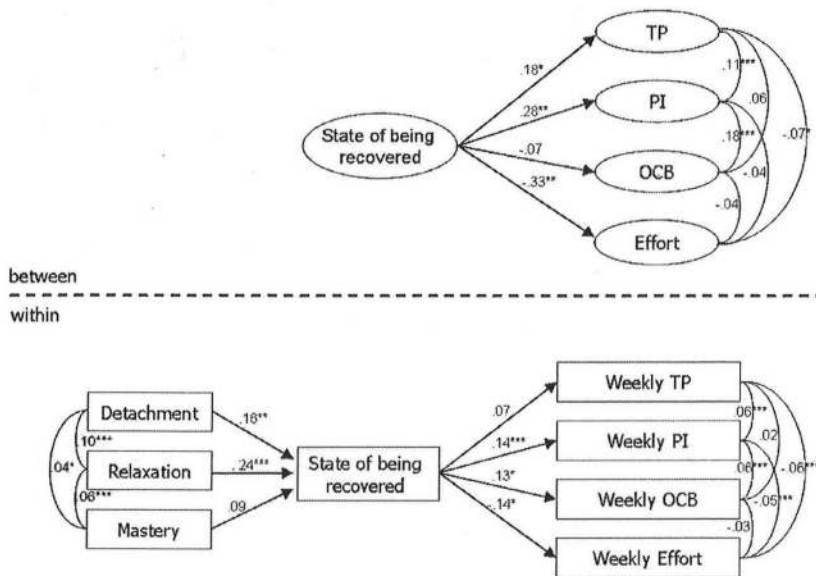 TP
.18*
.11***
.28**
PI
.06
State of being
recovered
-.07
.18***
-.07*
OCB
-.04
-.33**
-.04
Effort
between
within
Weekly TP
Detachment
.16**
.07
.06***
.10***
.14***
Weekly PI
.02
.04*
Relaxation
.24***
State of being
recovered
.13*
.06***
-.06***
.06***
.09
Weekly OCB
-.05***
-.14*
Mastery
-.03
Weekly Effort